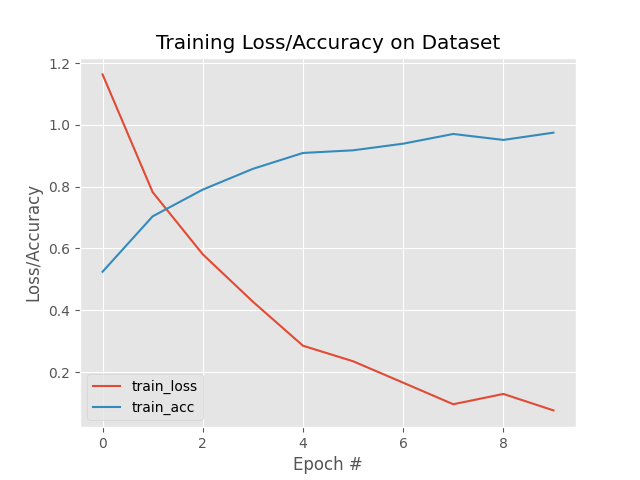 Training Loss/Accuracy on Dataset
1.2
1.0
0.8
0.6
0.4
0.2
Loss/Accuracy
train_loss
train_acc
0 2 4 6 8
Epoch #